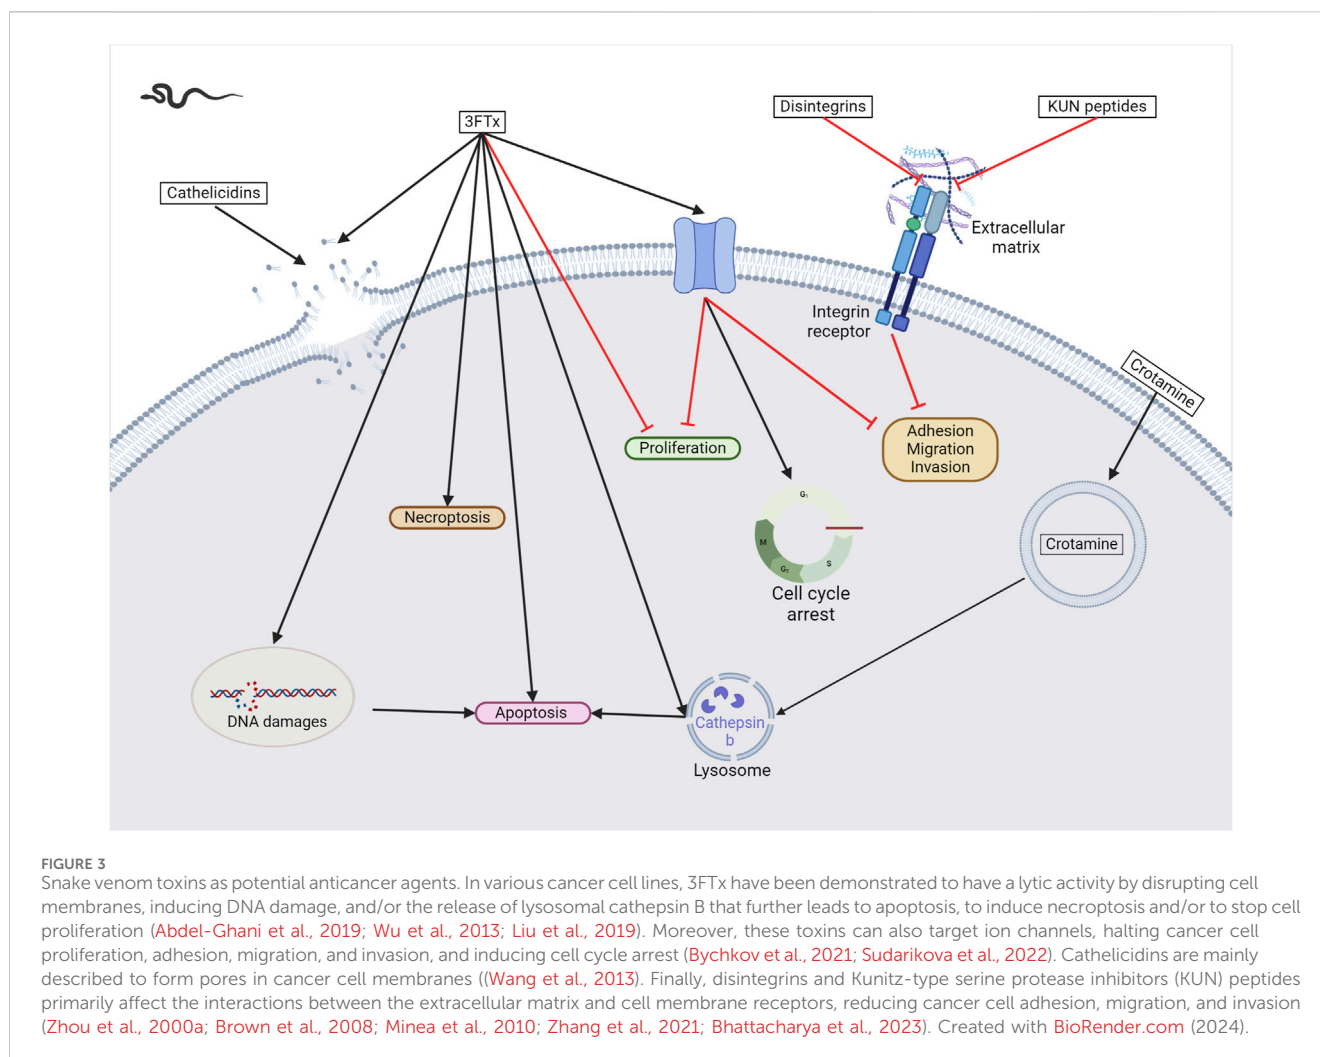 3FTx
Disintegrins
KUN peptides
Cathelicidins
Extracellular
matrix
Integrin
receptor
Crotamine
Adhesion
Migration
Invasion
Proliferation
Necroptosis
G₁
M
G₂
S
Cell cycle
arrest
Crotamine
DNA damages
Apoptosis
Cathepsin
b
Lysosome
FIGURE 3
Snake venom toxins as potential anticancer agents. In various cancer cell lines, 3FTx have been demonstrated to have a lytic activity by disrupting cell
membranes, inducing DNA damage, and/or the release of lysosomal cathepsin B that further leads to apoptosis, to induce necroptosis and/or to stop cell
proliferation (Abdel-Ghani et al., 2019; Wu et al., 2013; Liu et al., 2019). Moreover, these toxins can also target ion channels, halting cancer cell
proliferation, adhesion, migration, and invasion, and inducing cell cycle arrest (Bychkov et al., 2021; Sudarikova et al., 2022). Cathelicidins are mainly
described to form pores in cancer cell membranes ((Wang et al., 2013). Finally, disintegrins and Kunitz-type serine protease inhibitors (KUN) peptides
primarily affect the interactions between the extracellular matrix and cell membrane receptors, reducing cancer cell adhesion, migration, and invasion
(Zhou et al., 2000a; Brown et al., 2008; Minea et al., 2010; Zhang et al., 2021; Bhattacharya et al., 2023). Created with BioRender.com (2024).